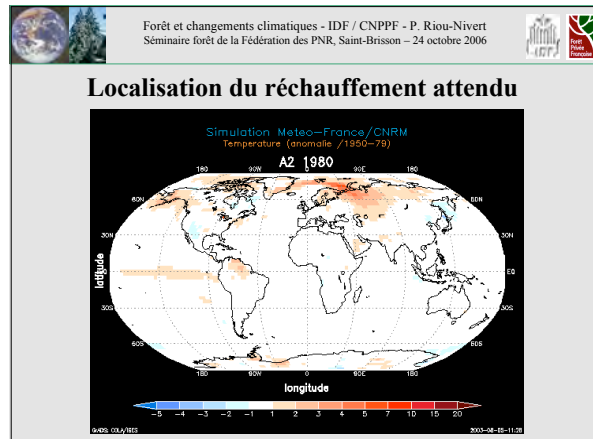 Forêt et changements climatiques - IDF / CNPPF - P. Riou-Nivert
Séminaire forêt de la Fédération des PNR, Saint-Brisson – 24 octobre 2006
Forêt
Privée
Française
Localisation du réchauffement attendu
Simulation Meteo-France/CNRM
Temperature (anomalie /1950-79)
A2 1980
180 90W 0 90E 180
60N 60N
30N 30N
EQ EQ
30S 30S
60S 60S
latitude
180 90W 0 90E 180
longitude
-5 -4 -3 -2 -1 1 2 3 4 5 7 10 15 20
GrADS: COLA/IGES 2003-08-05-11:28